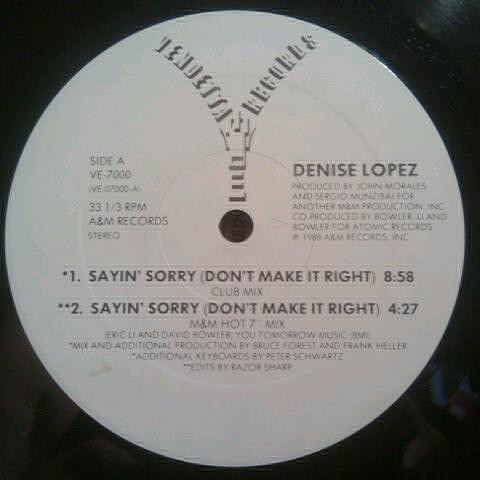 VENDETTA RECORDS
SIDE A
VE-7000
(VE-07000-A)
33 1/3 RPM
A&M RECORDS
STEREO
DENISE LOPEZ
PRODUCED BY JOHN MORALES
AND SERGIO MUNZIBAI FOR
ANOTHER M&M PRODUCTION, INC.
CO-PRODUCED BY BOWLER, LI AND
BOWLER FOR ATOMIC RECORDS
℗ 1988 A&M RECORDS, INC.
*1. SAYIN' SORRY (DON'T MAKE IT RIGHT) 8:58
CLUB MIX
**2. SAYIN' SORRY (DON'T MAKE IT RIGHT) 4:27
M&M HOT 7" MIX
(ERIC LI AND DAVID BOWLER) YOU TOMORROW MUSIC (BMI)
*MIX AND ADDITIONAL PRODUCTION BY BRUCE FOREST AND FRANK HELLER
*ADDITIONAL KEYBOARDS BY PETER SCHWARTZ
**EDITS BY RAZOR SHARP